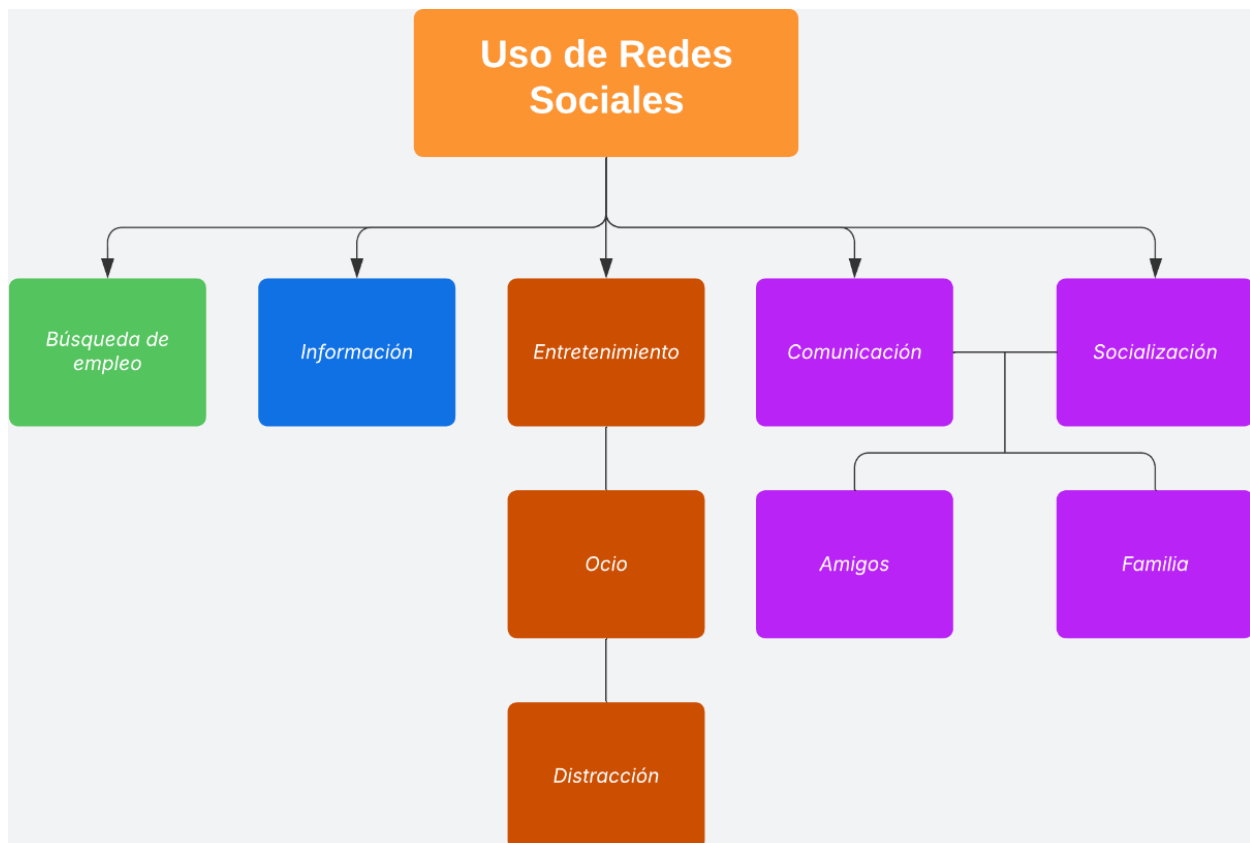 Uso de Redes
Sociales
Búsqueda de
empleo
Información
Entretenimiento
Comunicación
Socialización
Ocio
Amigos
Familia
Distracción